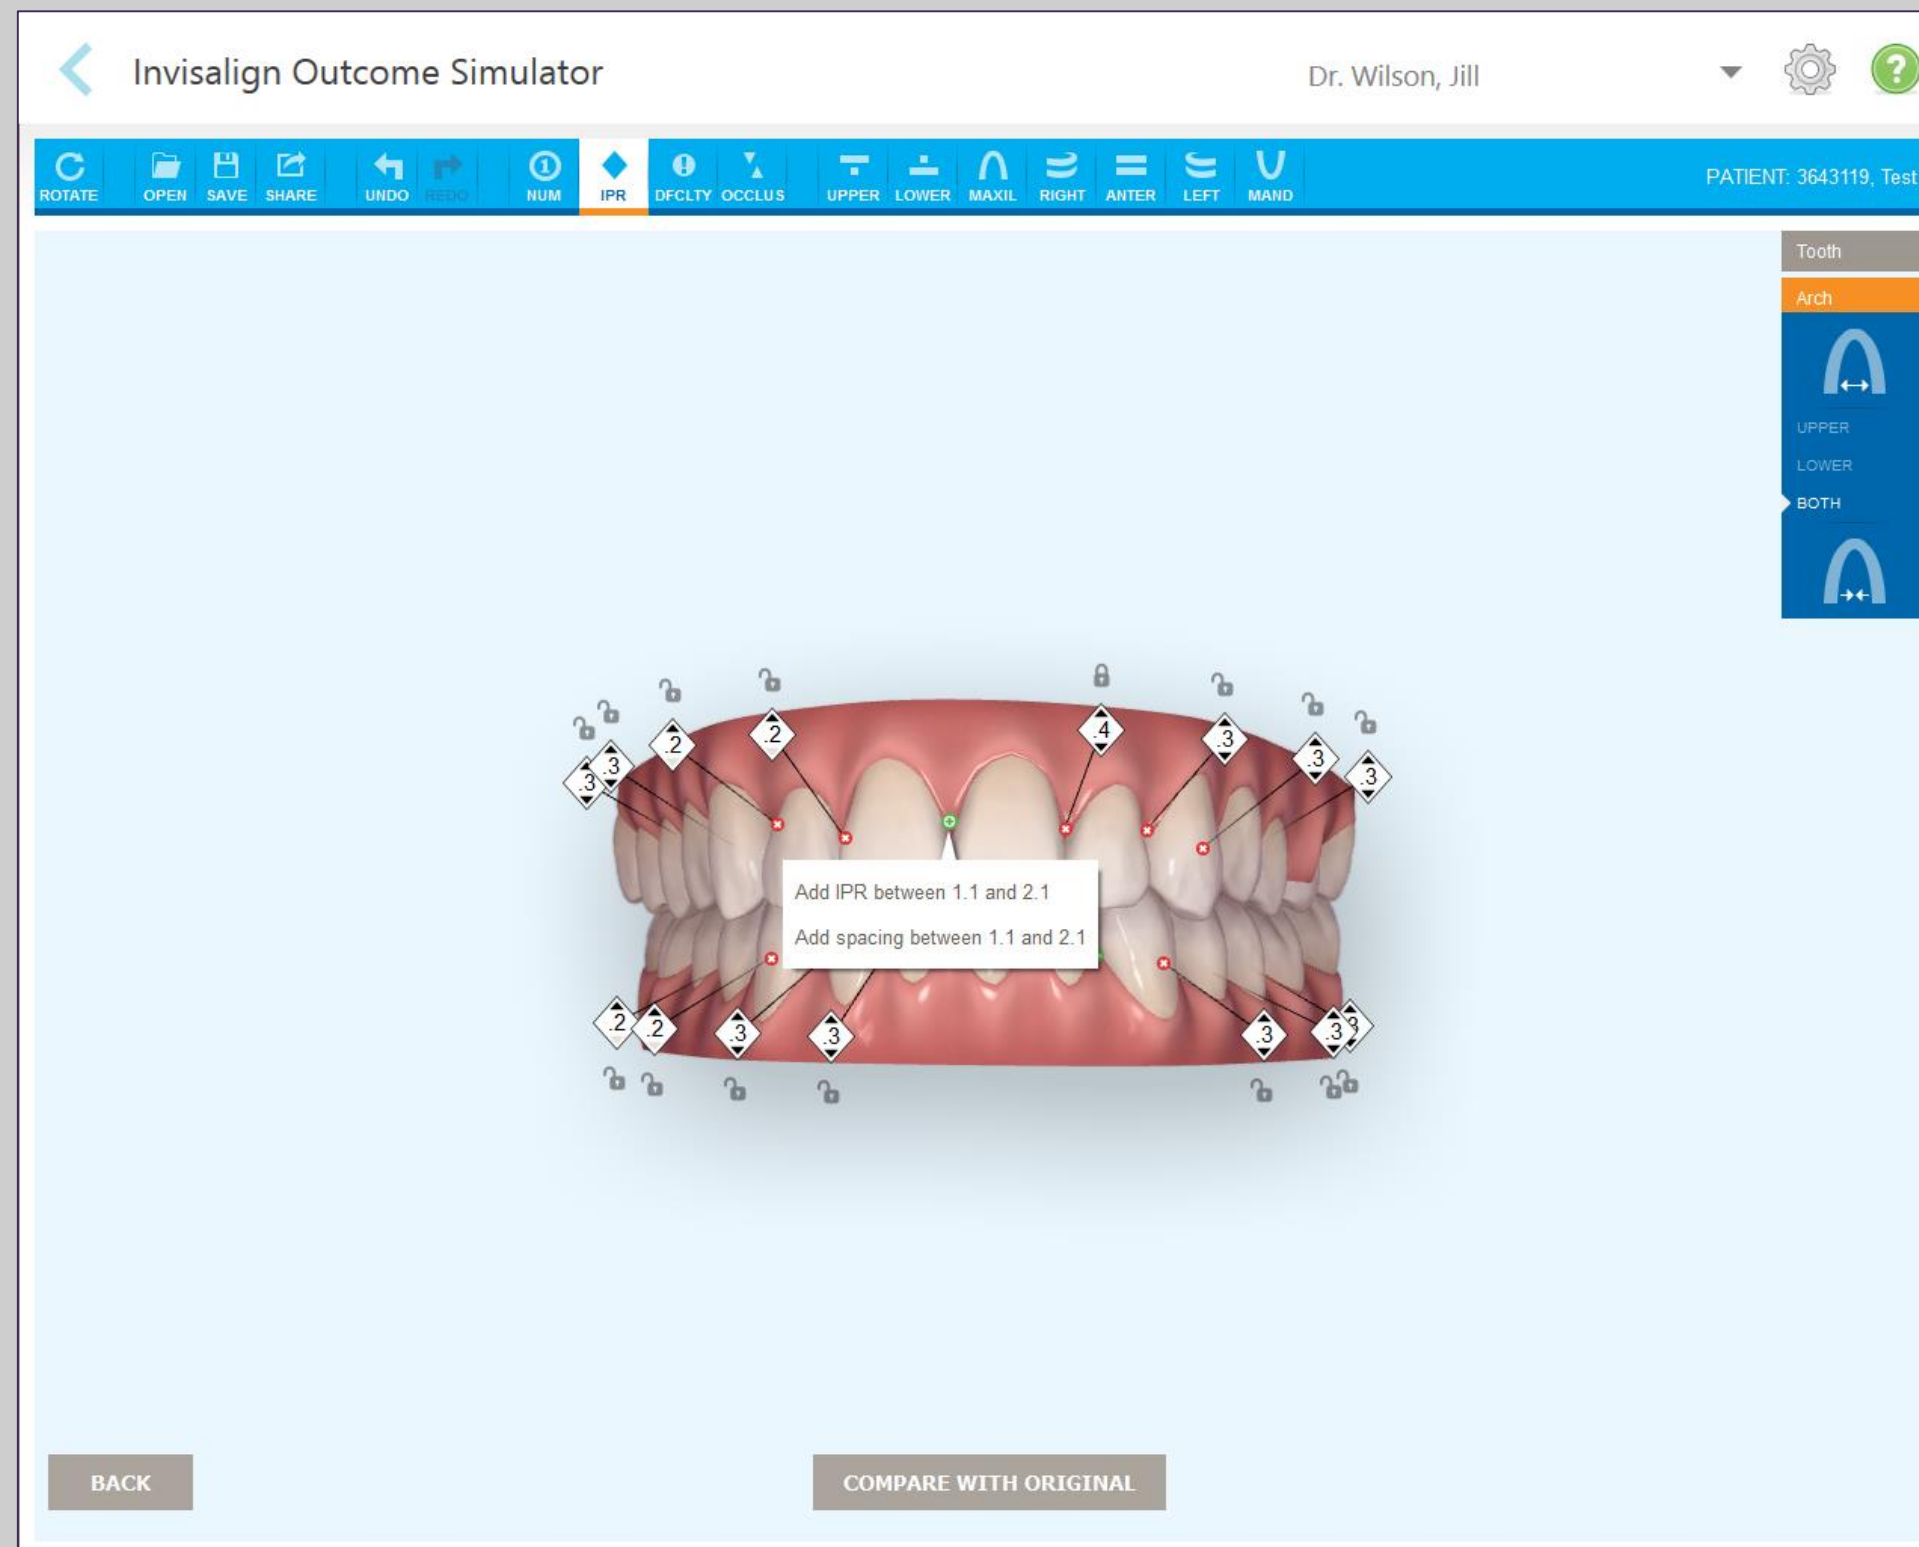 Invisalign Outcome Simulator
Dr. Wilson, Jill
?
ROTATE OPEN SAVE SHARE UNDO REDO NUM IPR DFCLTY OCCLUS UPPER LOWER MAXIL RIGHT ANTER LEFT MAND
PATIENT: 3643119, Test
Tooth
Arch
UPPER
LOWER
BOTH
.3 .3 .2 .2 .4 .3 .3 .3
Add IPR between 1.1 and 2.1
Add spacing between 1.1 and 2.1
.2 .2 .3 .3 .3 .3
BACK
COMPARE WITH ORIGINAL